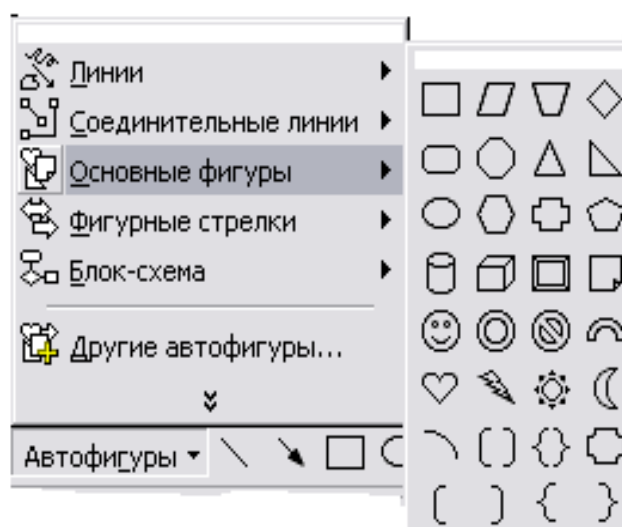 Линии
Соединительные линии
Основные фигуры
Фигурные стрелки
Блок-схема
Другие автофигуры...
Автофигуры